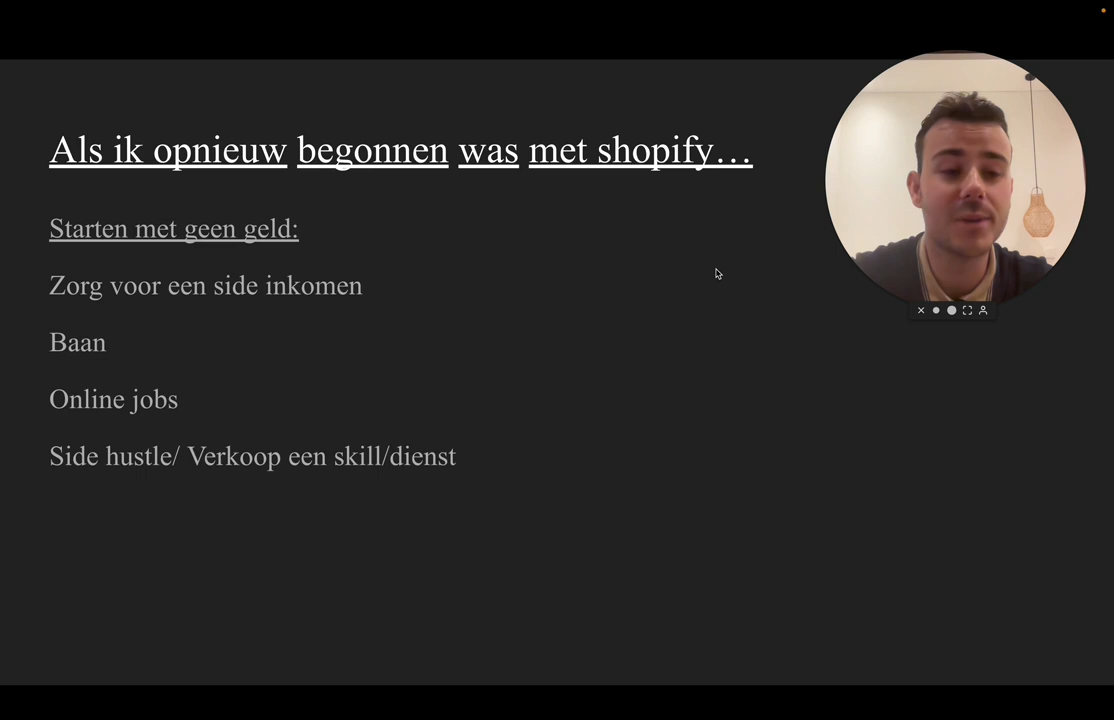 Als ik opnieuw begonnen was met shopify...
Starten met geen geld:
Zorg voor een side inkomen
Baan
Online jobs
Side hustle/ Verkoop een skill/dienst